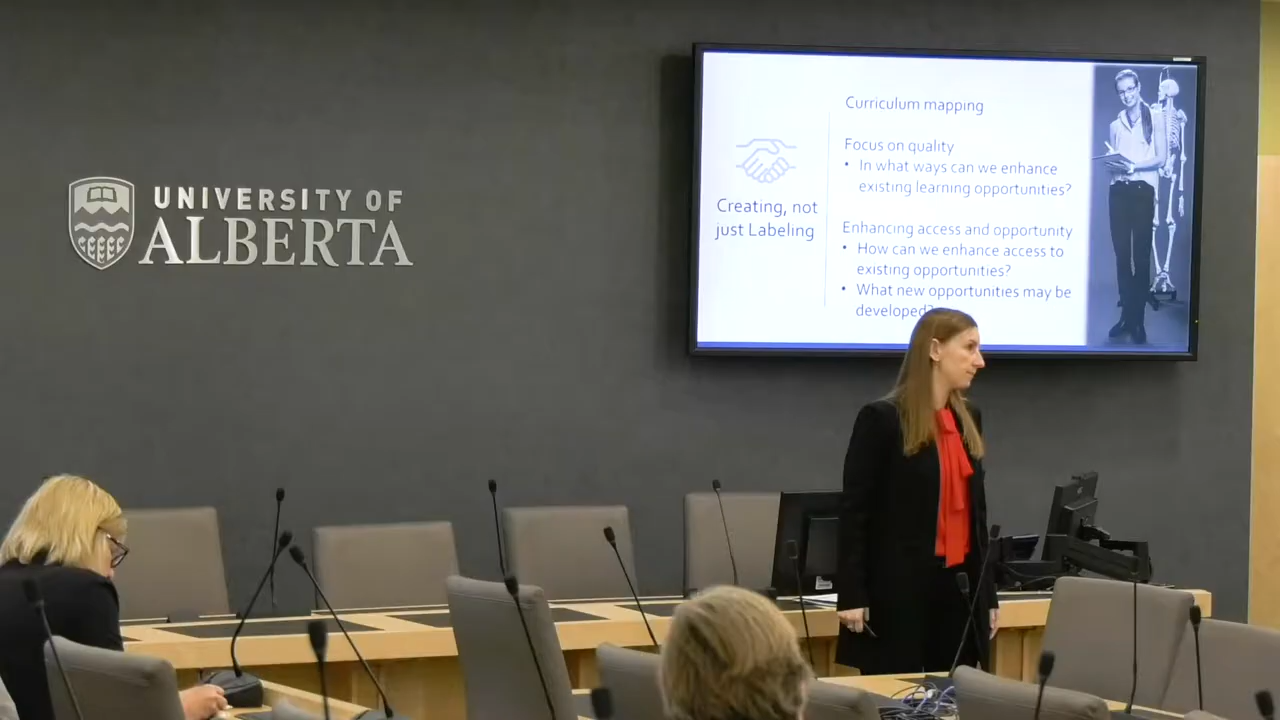 UNIVERSITY OF
ALBERTA
Creating, not
just Labeling
Curriculum mapping
Focus on quality
• In what ways can we enhance
existing learning opportunities?
Enhancing access and opportunity
• How can we enhance access to
existing opportunities?
• What new opportunities may be
developed?